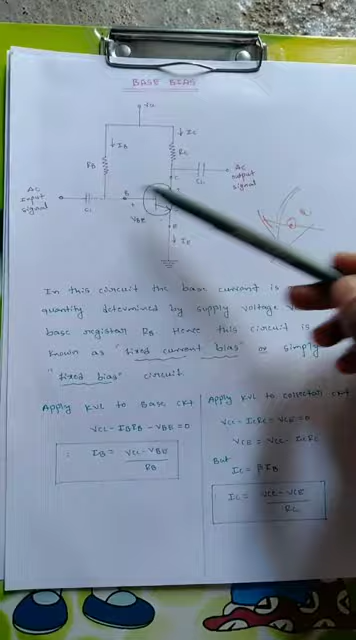 BASE BIAS
+Vcc
↓ IB
↓ IC
RB
RC
AC
input
signal
C1
B
C
C2
AC
output
signal
+
VBE
E
↓ IE
In this circuit the base current is
quantity determined by supply voltage
base registar RB. Hence this circuit is
known as "fixed current bias" or simply
"fixed bias" circuit.
Apply KVL to Base CKT
VCC - IBRB - VBE = 0
∴ IB = VCC - VBE
RB
Apply KVL to collector CKT
VCC - ICRC - VCE = 0
VCE = VCC - ICRC
But
IC = βIB
∴ IC = VCC - VCE
RC